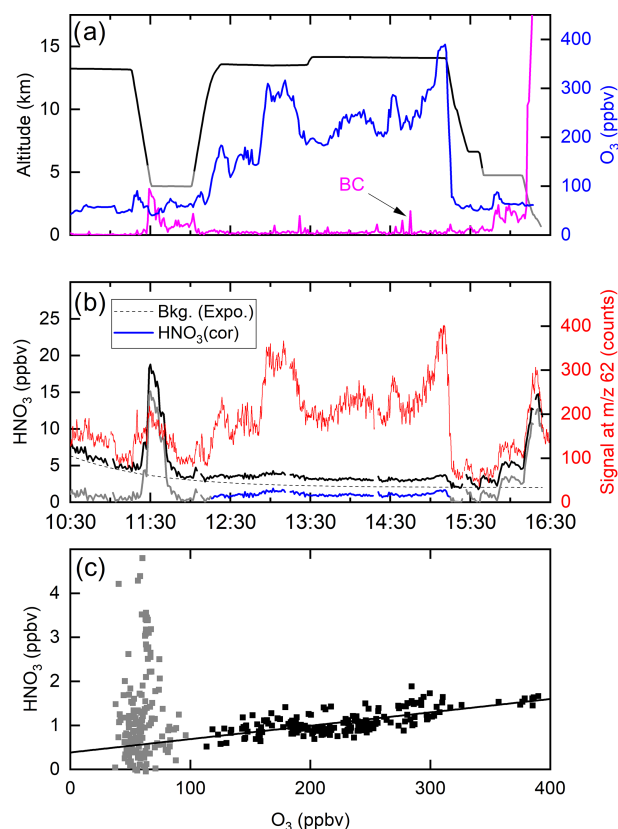 (a)
Altitude (km)
15
10
5
0
400
300
200
100
0
O₃ (ppbv)
BC
(b)
Bkg. (Expo.)
HNO₃(cor)
HNO₃ (ppbv)
25
20
15
10
5
0
400
300
200
100
0
Signal at m/z 62 (counts)
10:30 11:30 12:30 13:30 14:30 15:30 16:30
(c)
HNO₃ (ppbv)
4
3
2
1
0
0 100 200 300 400
O₃ (ppbv)